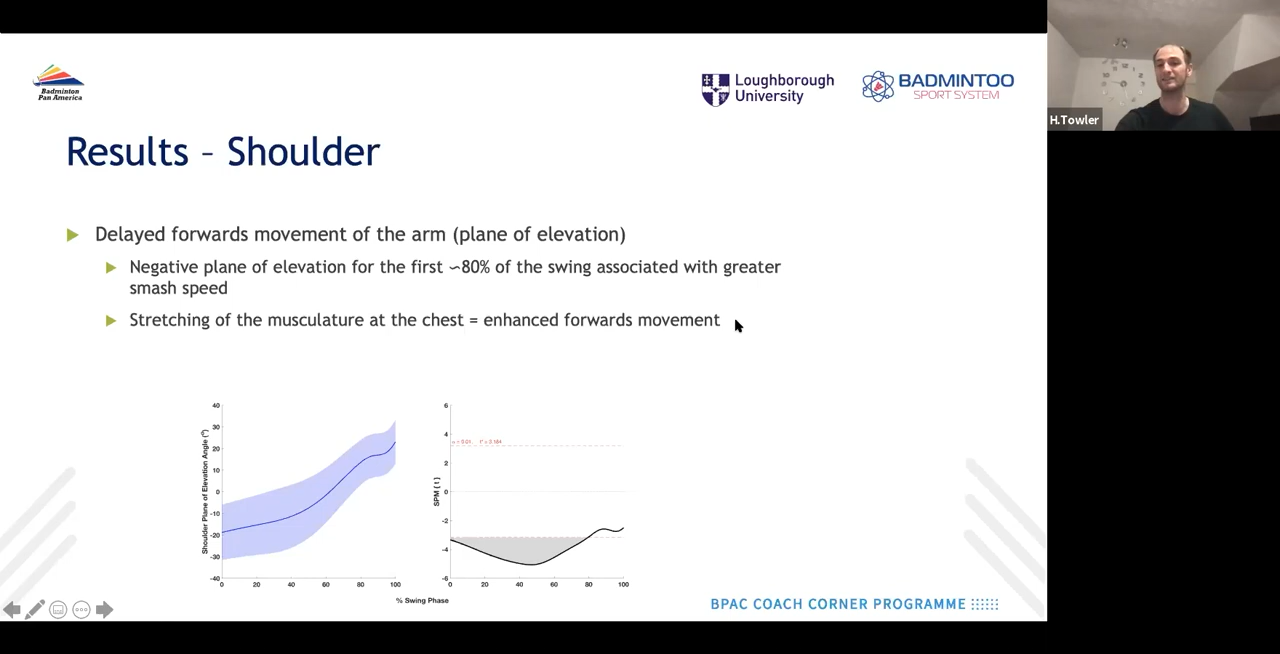 Badminton
Pan America
Loughborough
University
BADMINTOO
SPORT SYSTEM
H.Towler
Results – Shoulder
Delayed forwards movement of the arm (plane of elevation)
Negative plane of elevation for the first ~80% of the swing associated with greater
smash speed
Stretching of the musculature at the chest = enhanced forwards movement
Shoulder Plane of Elevation Angle (°)
40
30
20
10
0
-10
-20
-30
-40
0 20 40 60 80 100
SPM { t }
6
4
2
0
-2
-4
-6
0 20 40 60 80 100
% Swing Phase
BPAC COACH CORNER PROGRAMME